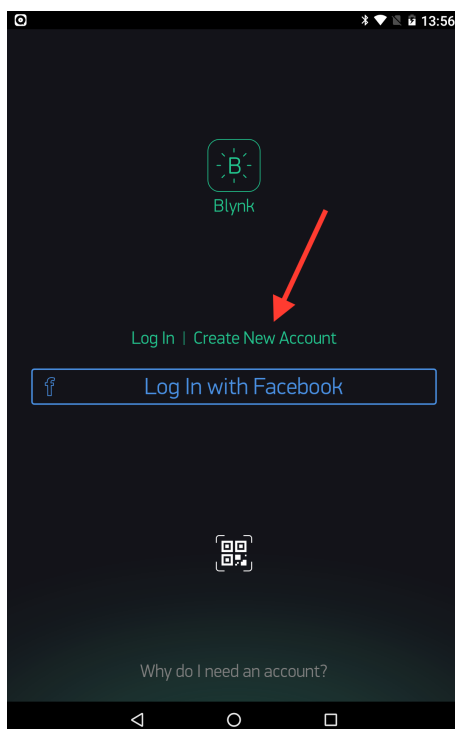 13:56
B
Blynk
Log In | Create New Account
f Log In with Facebook
Why do I need an account?